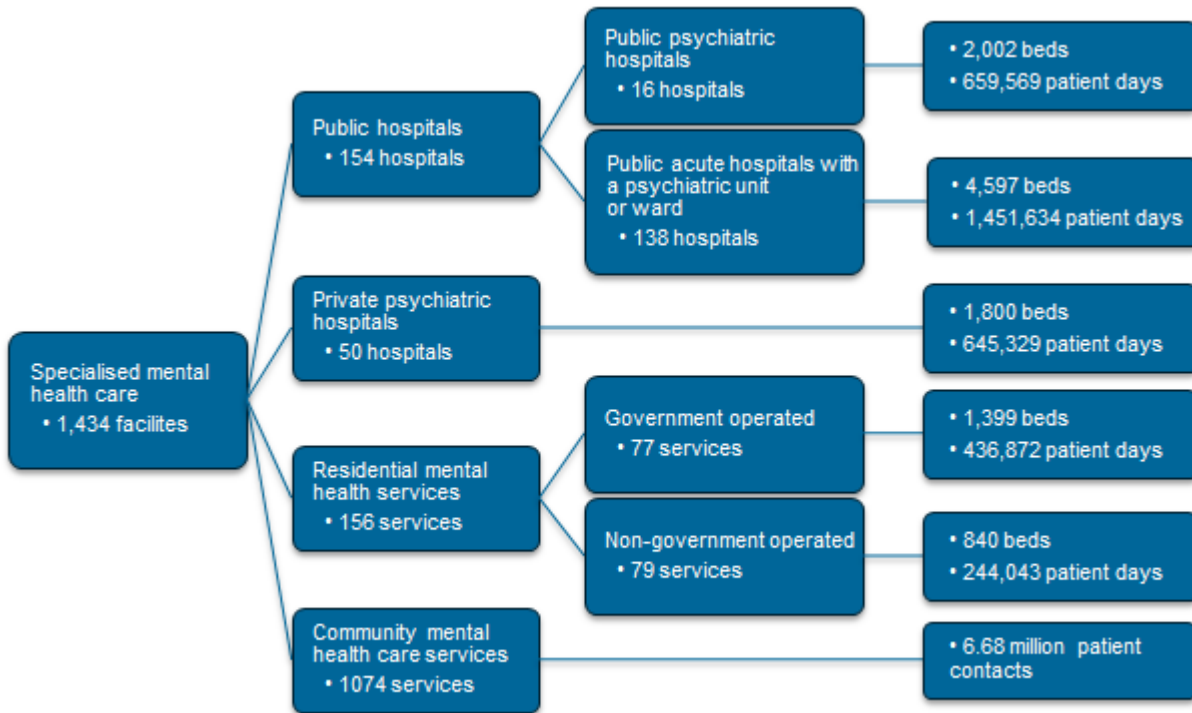 Specialised mental
health care
• 1,434 facilites
Public hospitals
• 154 hospitals
Public psychiatric
hospitals
• 16 hospitals
• 2,002 beds
• 659,569 patient days
Public acute hospitals with
a psychiatric unit
or ward
• 138 hospitals
• 4,597 beds
• 1,451,634 patient days
Private psychiatric
hospitals
• 50 hospitals
• 1,800 beds
• 645,329 patient days
Residential mental
health services
• 156 services
Government operated
• 77 services
• 1,399 beds
• 436,872 patient days
Non-government operated
• 79 services
• 840 beds
• 244,043 patient days
Community mental
health care services
• 1074 services
• 6.68 million patient
contacts